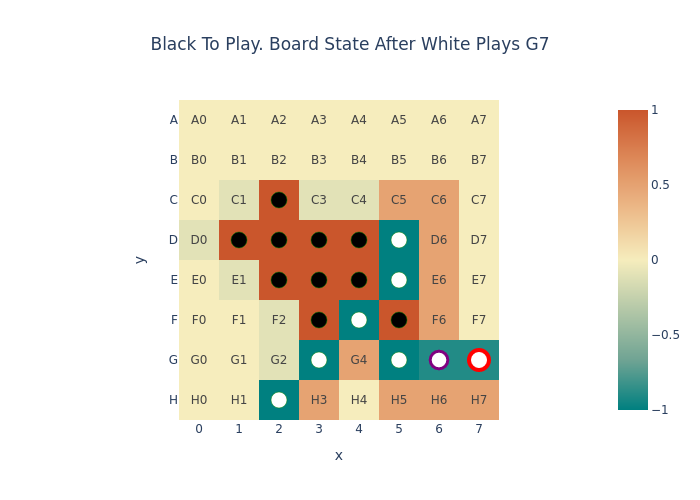 Black To Play. Board State After White Plays G7
A A0 A1 A2 A3 A4 A5 A6 A7
B B0 B1 B2 B3 B4 B5 B6 B7
C C0 C1 C3 C4 C5 C6 C7
D D0 D6 D7
E E0 E1 E6 E7
F F0 F1 F2 F6 F7
G G0 G1 G2 G4
H H0 H1 H3 H4 H5 H6 H7
0 1 2 3 4 5 6 7
x
y
1
0.5
0
−0.5
−1